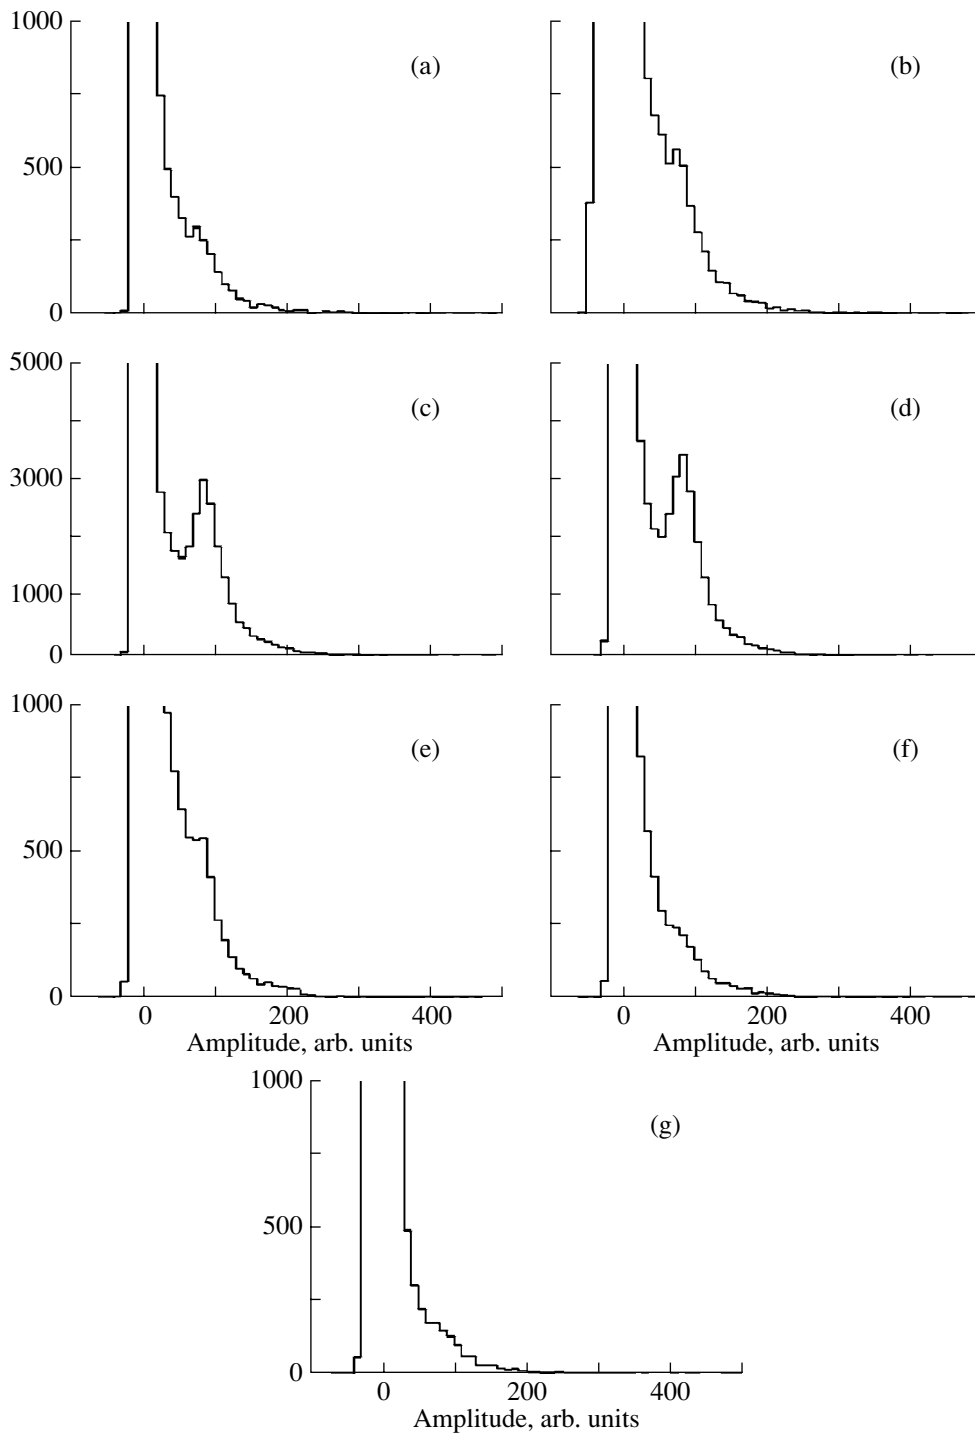 1000
(a)
(b)
500
0
5000
(c)
(d)
3000
1000
0
1000
(e)
(f)
500
0
0 200 400 0 200 400
Amplitude, arb. units Amplitude, arb. units
1000
(g)
500
0
0 200 400
Amplitude, arb. units